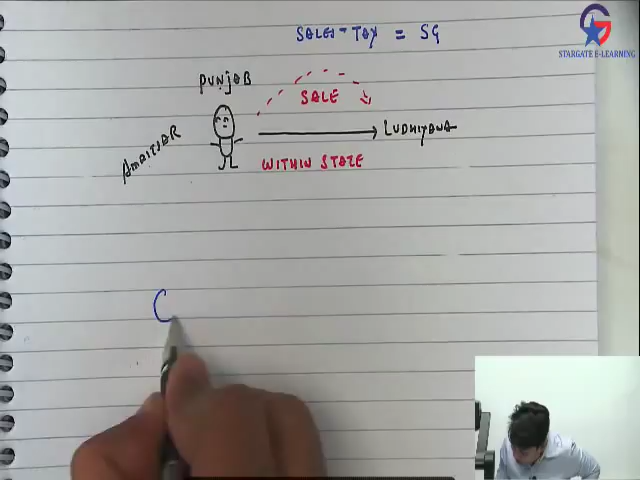 SALES-TAX = SG
STARGATE E-LEARNING
PUNJAB
SALE
AMRITSAR
LUDHIYANA
WITHIN STATE
C